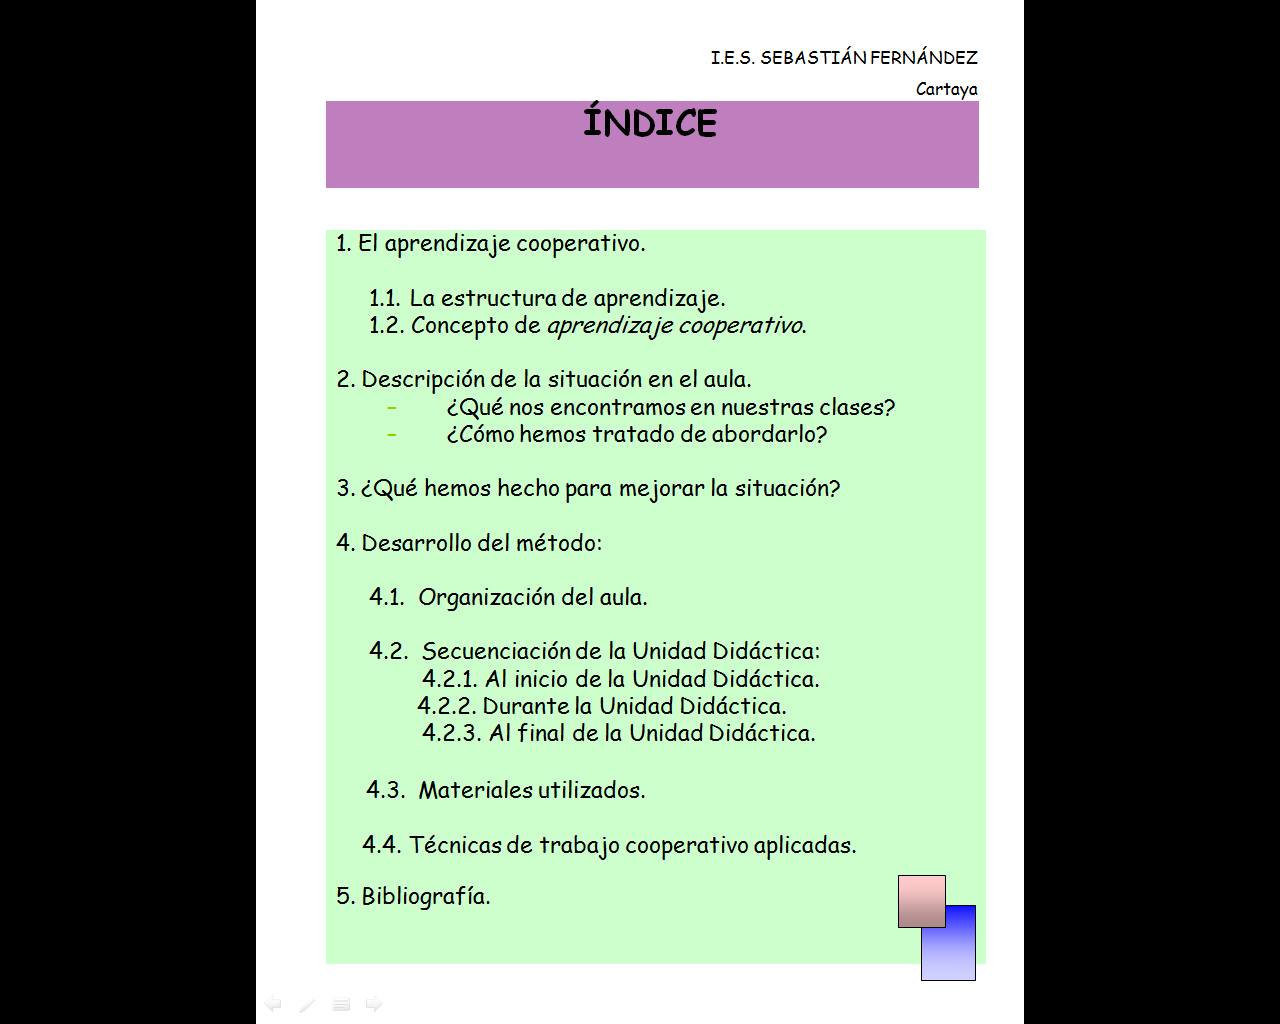 I.E.S. SEBASTIÁN FERNÁNDEZ
Cartaya
ÍNDICE
1. El aprendizaje cooperativo.
1.1. La estructura de aprendizaje.
1.2. Concepto de aprendizaje cooperativo.
2. Descripción de la situación en el aula.
- ¿Qué nos encontramos en nuestras clases?
- ¿Cómo hemos tratado de abordarlo?
3. ¿Qué hemos hecho para mejorar la situación?
4. Desarrollo del método:
4.1. Organización del aula.
4.2. Secuenciación de la Unidad Didáctica:
4.2.1. Al inicio de la Unidad Didáctica.
4.2.2. Durante la Unidad Didáctica.
4.2.3. Al final de la Unidad Didáctica.
4.3. Materiales utilizados.
4.4. Técnicas de trabajo cooperativo aplicadas.
5. Bibliografía.